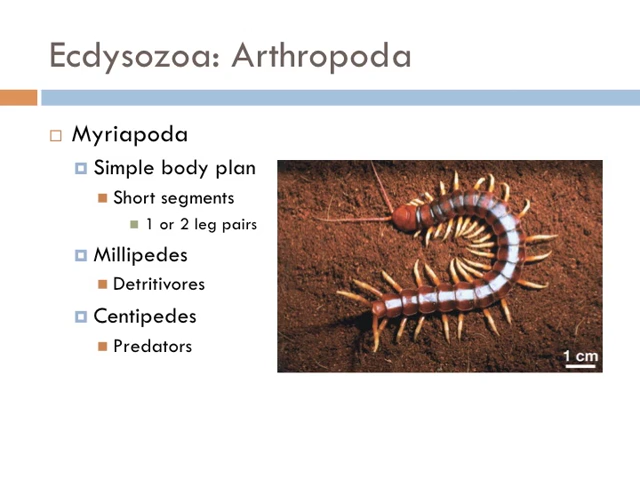 Ecdysozoa: Arthropoda
Myriapoda
Simple body plan
Short segments
1 or 2 leg pairs
Millipedes
Detritivores
Centipedes
Predators
1 cm